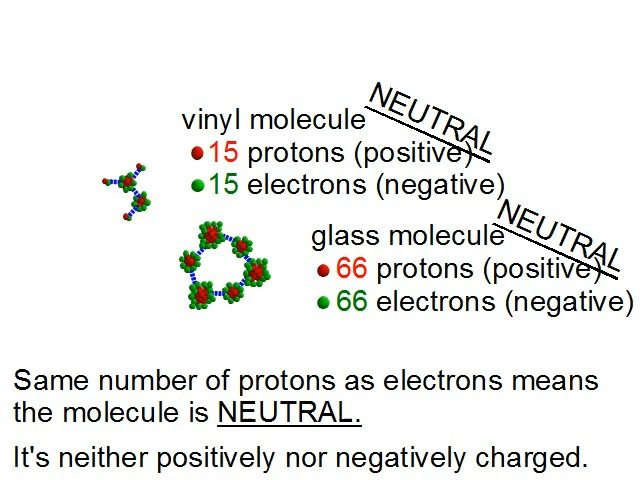 NEUTRAL
vinyl molecule
15 protons (positive)
15 electrons (negative)
NEUTRAL
glass molecule
66 protons (positive)
66 electrons (negative)
Same number of protons as electrons means
the molecule is NEUTRAL.
It's neither positively nor negatively charged.